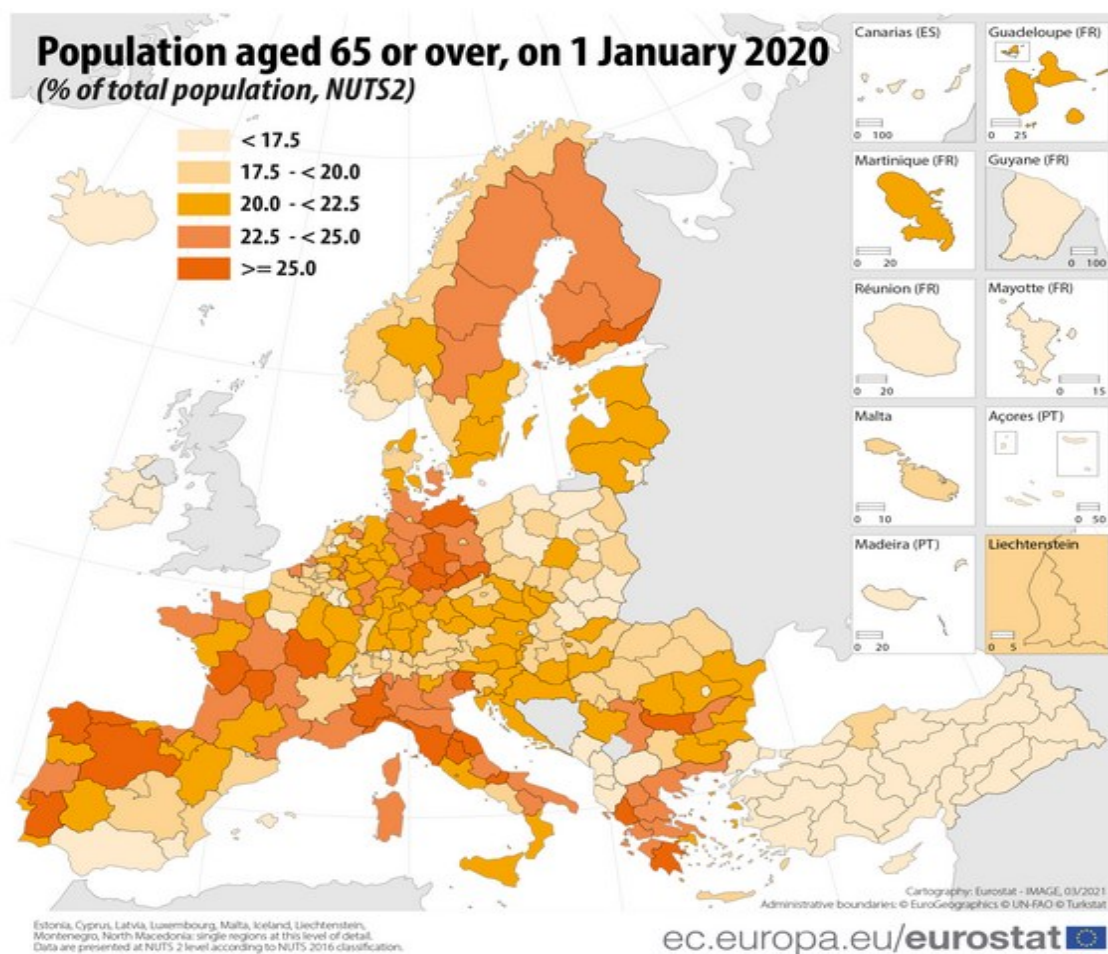 Population aged 65 or over, on 1 January 2020
(% of total population, NUTS2)
< 17.5
17.5 - < 20.0
20.0 - < 22.5
22.5 - < 25.0
>= 25.0
Canarias (ES)
0 100
Guadeloupe (FR)
0 25
Martinique (FR)
0 20
Guyane (FR)
0 100
Réunion (FR)
0 20
Mayotte (FR)
0 15
Malta
0 10
Açores (PT)
0 50
Madeira (PT)
0 20
Liechtenstein
0 5
Cartography: Eurostat - IMAGE, 03/2021
Administrative boundaries: © EuroGeographics © UN-FAO © Turkstat
Estonia, Cyprus, Latvia, Luxembourg, Malta, Iceland, Liechtenstein,
Montenegro, North Macedonia: single regions at this level of detail.
Data are presented at NUTS 2 level according to NUTS 2016 classification.
ec.europa.eu/eurostat